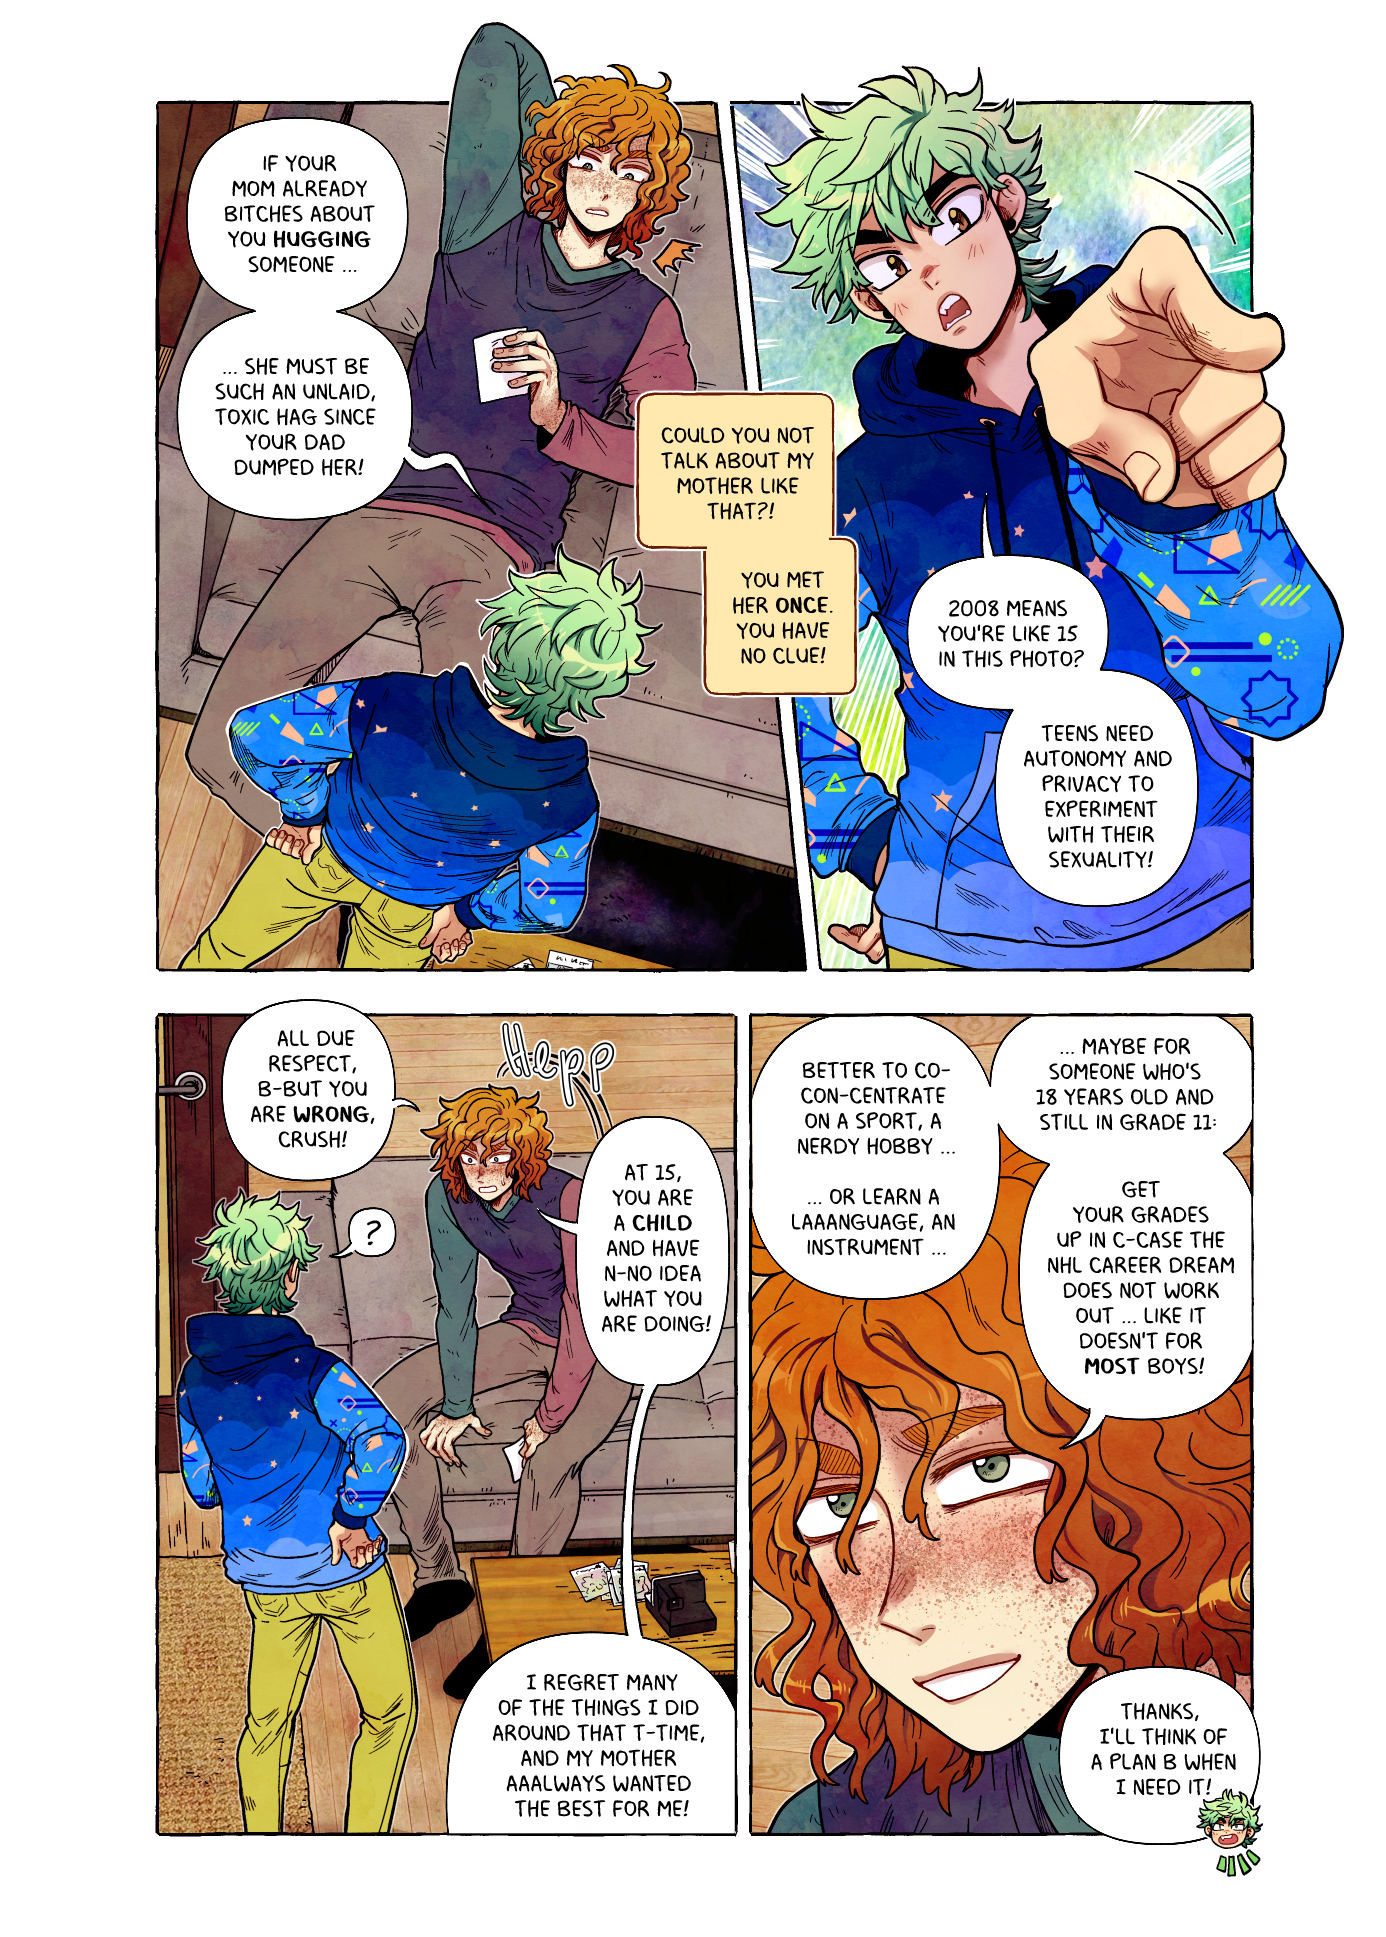 IF YOUR
MOM ALREADY
BITCHES ABOUT
YOU HUGGING
SOMEONE ...
... SHE MUST BE
SUCH AN UNLAID,
TOXIC HAG SINCE
YOUR DAD
DUMPED HER!
COULD YOU NOT
TALK ABOUT MY
MOTHER LIKE
THAT?!
YOU MET
HER ONCE.
YOU HAVE
NO CLUE!
2008 MEANS
YOU'RE LIKE 15
IN THIS PHOTO?
TEENS NEED
AUTONOMY AND
PRIVACY TO
EXPERIMENT
WITH THEIR
SEXUALITY!
ALL DUE
RESPECT,
B-BUT YOU
ARE WRONG,
CRUSH!
Hepp
?
AT 15,
YOU ARE
A CHILD
AND HAVE
N-NO IDEA
WHAT YOU
ARE DOING!
I REGRET MANY
OF THE THINGS I DID
AROUND THAT T-TIME,
AND MY MOTHER
AAALWAYS WANTED
THE BEST FOR ME!
BETTER TO CO-
CON-CENTRATE
ON A SPORT, A
NERDY HOBBY ...
... OR LEARN A
LAAANGUAGE, AN
INSTRUMENT ...
... MAYBE FOR
SOMEONE WHO'S
18 YEARS OLD AND
STILL IN GRADE 11:
GET
YOUR GRADES
UP IN C-CASE THE
NHL CAREER DREAM
DOES NOT WORK
OUT ... LIKE IT
DOESN'T FOR
MOST BOYS!
THANKS,
I'LL THINK OF
A PLAN B WHEN
I NEED IT!